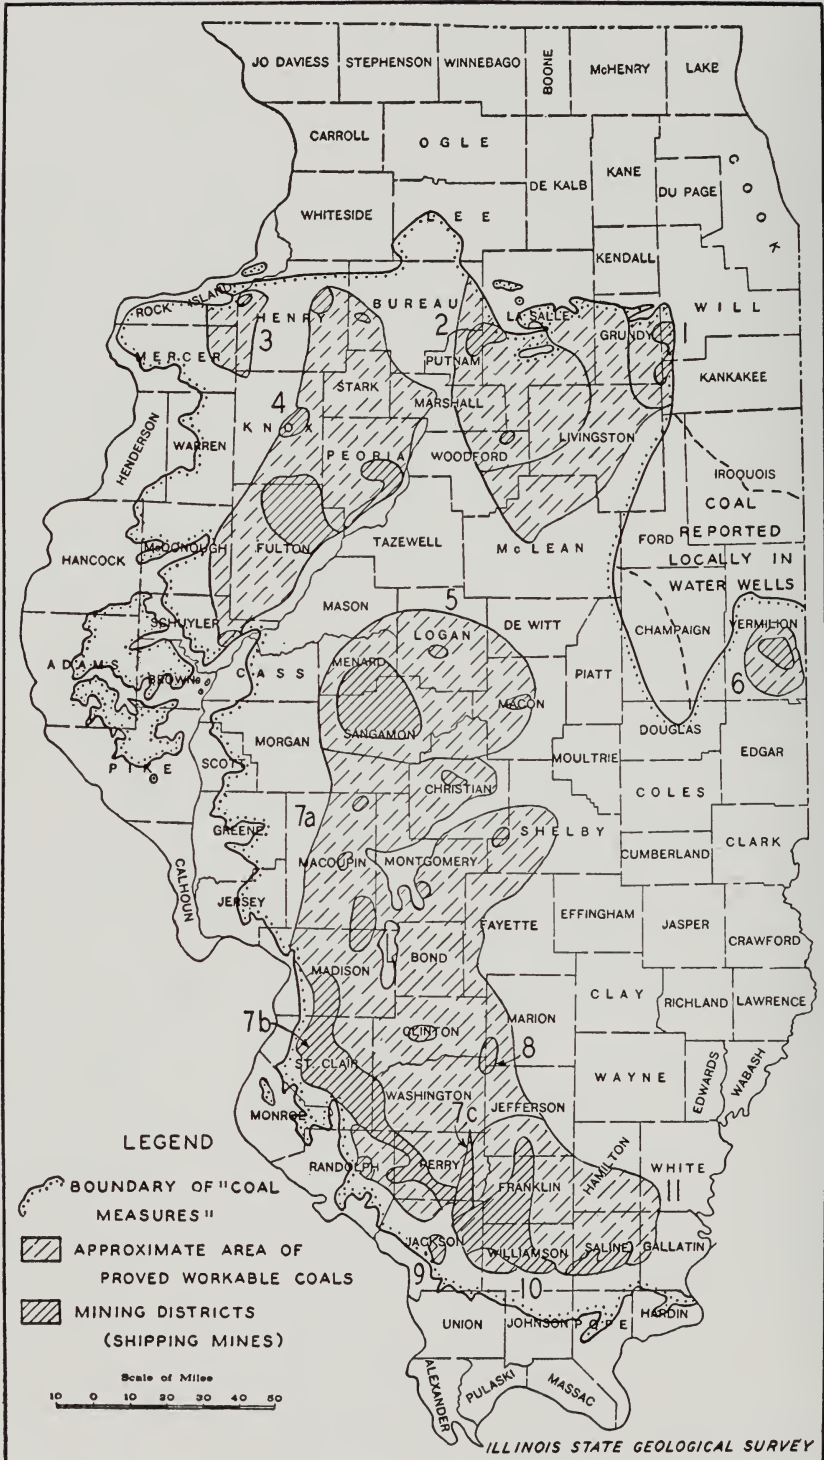 JO DAVIESS STEPHENSON WINNEBAGO BOONE McHENRY LAKE
CARROLL OGLE DE KALB KANE DU PAGE COOK
WHITESIDE LEE
KENDALL
ROCK ISLAND HENRY BUREAU 2 LA SALLE GRUNDY WILL
MERCER 3 PUTNAM 1
STARK KANKAKEE
4 MARSHALL
HENDERSON WARREN KNOX PEORIA WOODFORD LIVINGSTON
IROQUOIS
COAL
FORD REPORTED
LOCALLY IN
WATER WELLS
HANCOCK McDONOUGH FULTON TAZEWELL McLEAN
MASON 5 DE WITT
SCHUYLER LOGAN CHAMPAIGN VERMILION
ADAMS BROWN CASS MENARD PIATT
MACON 6
SANGAMON
PIKE SCOTT MORGAN MOULTRIE DOUGLAS EDGAR
CHRISTIAN COLES
7a SHELBY
GREENE MACOUPIN MONTGOMERY CUMBERLAND CLARK
CALHOUN JERSEY
FAYETTE EFFINGHAM JASPER CRAWFORD
MADISON BOND
CLAY RICHLAND LAWRENCE
7b CLINTON MARION
ST. CLAIR 8 WAYNE EDWARDS WABASH
WASHINGTON
MONROE 7c JEFFERSON
RANDOLPH PERRY FRANKLIN HAMILTON WHITE
11
JACKSON WILLIAMSON SALINE GALLATIN
9 10
UNION JOHNSON POPE HARDIN
ALEXANDER PULASKI MASSAC
LEGEND
BOUNDARY OF "COAL
MEASURES"
APPROXIMATE AREA OF
PROVED WORKABLE COALS
MINING DISTRICTS
(SHIPPING MINES)
Scale of Miles
10 0 10 20 30 40 50
ILLINOIS STATE GEOLOGICAL SURVEY